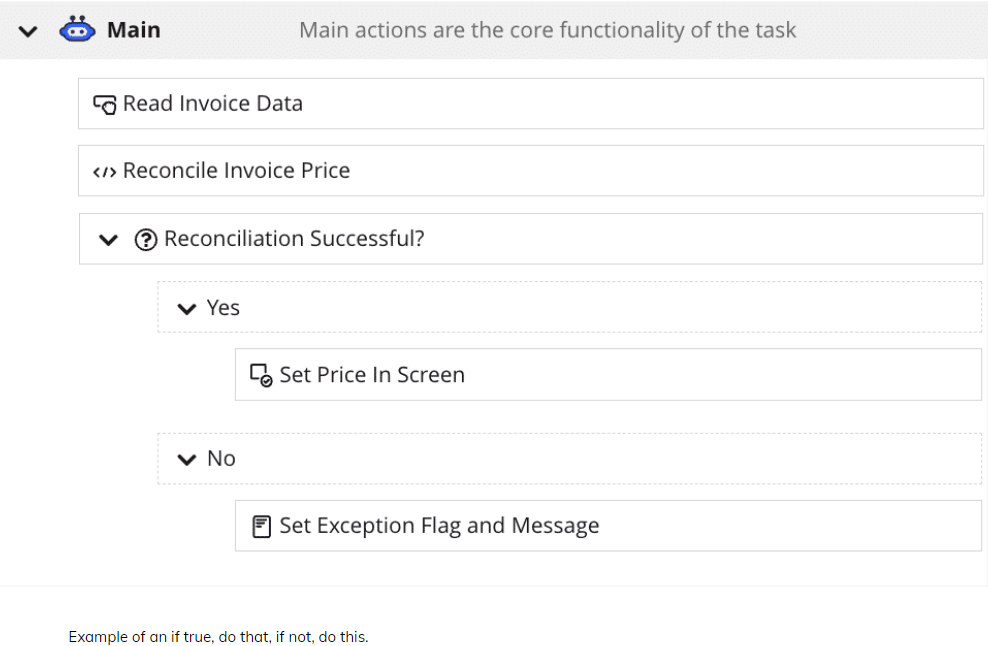 Main Main actions are the core functionality of the task
Read Invoice Data
Reconcile Invoice Price
Reconciliation Successful?
Yes
Set Price In Screen
No
Set Exception Flag and Message
Example of an if true, do that, if not, do this.